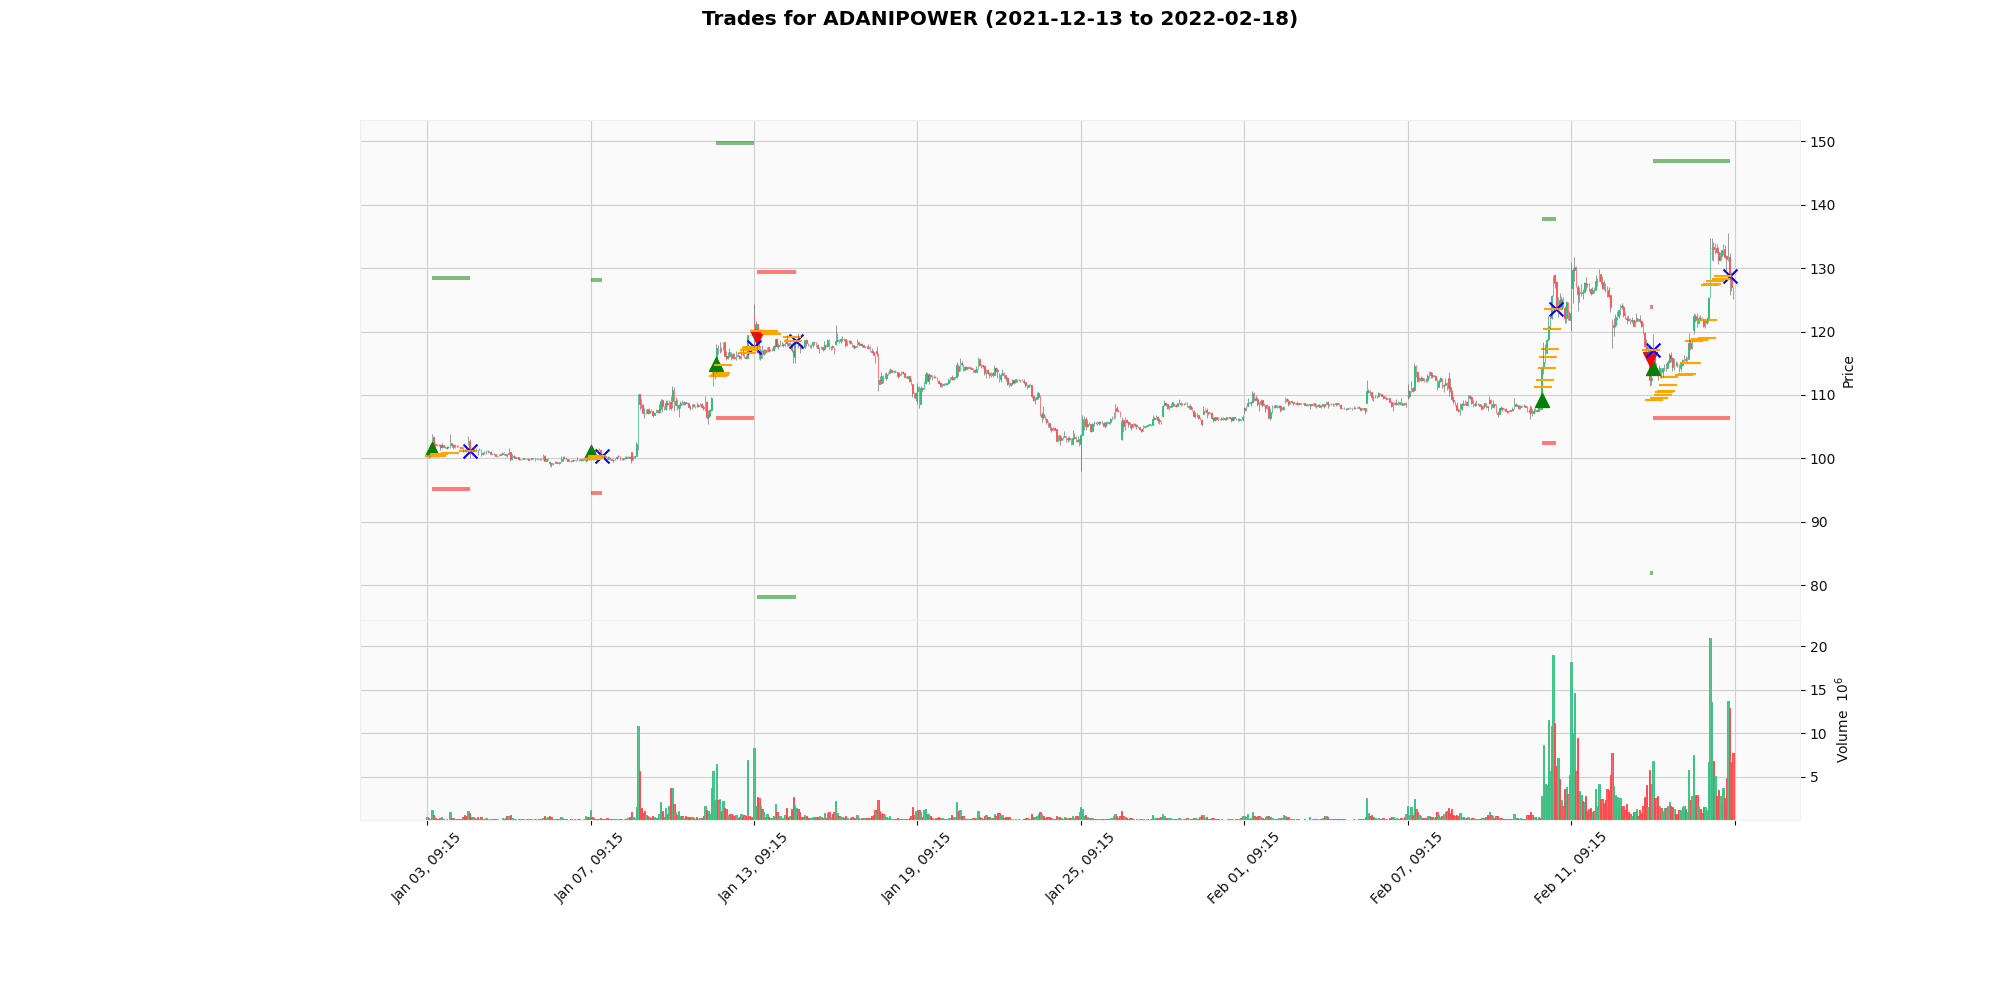 Trades for ADANIPOWER (2021-12-13 to 2022-02-18)
150
140
130
120
110
100
90
80
Price
20
15
10
5
Volume 10⁶
Jan 03, 09:15
Jan 07, 09:15
Jan 13, 09:15
Jan 19, 09:15
Jan 25, 09:15
Feb 01, 09:15
Feb 07, 09:15
Feb 11, 09:15